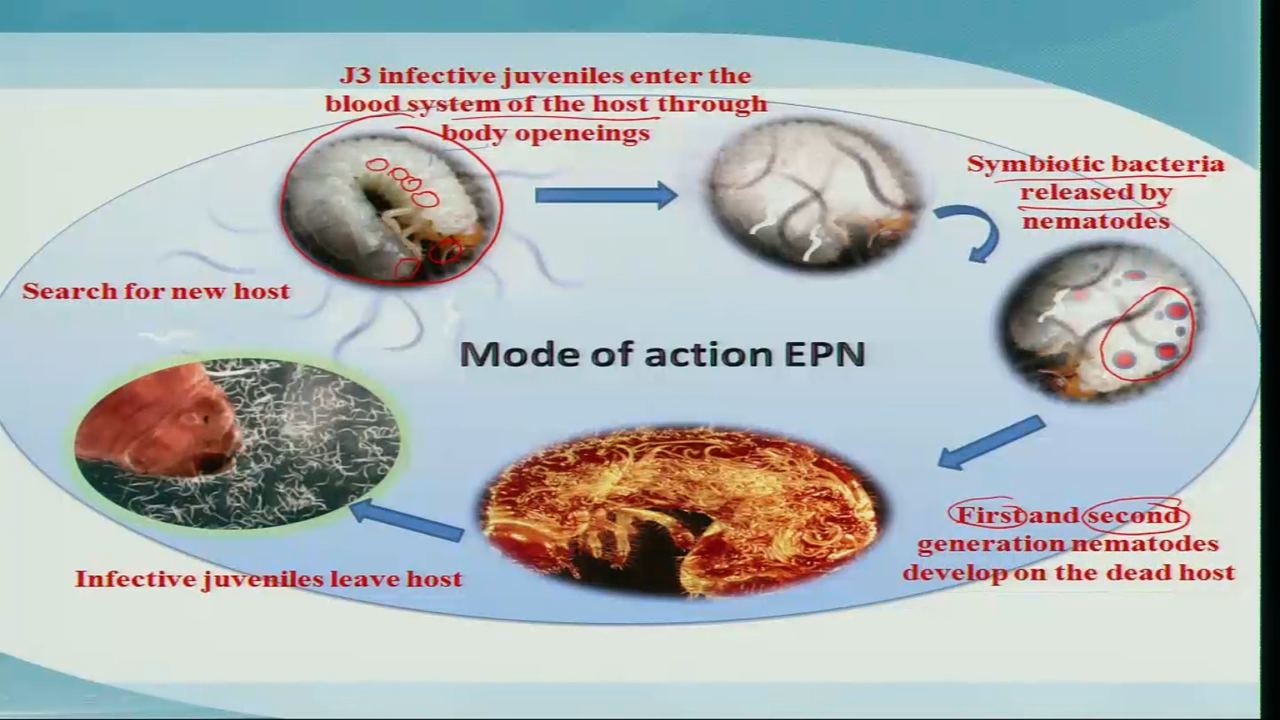 J3 infective juveniles enter the
blood system of the host through
body openeings
Symbiotic bacteria
released by
nematodes
Search for new host
Mode of action EPN
First and second
generation nematodes
develop on the dead host
Infective juveniles leave host